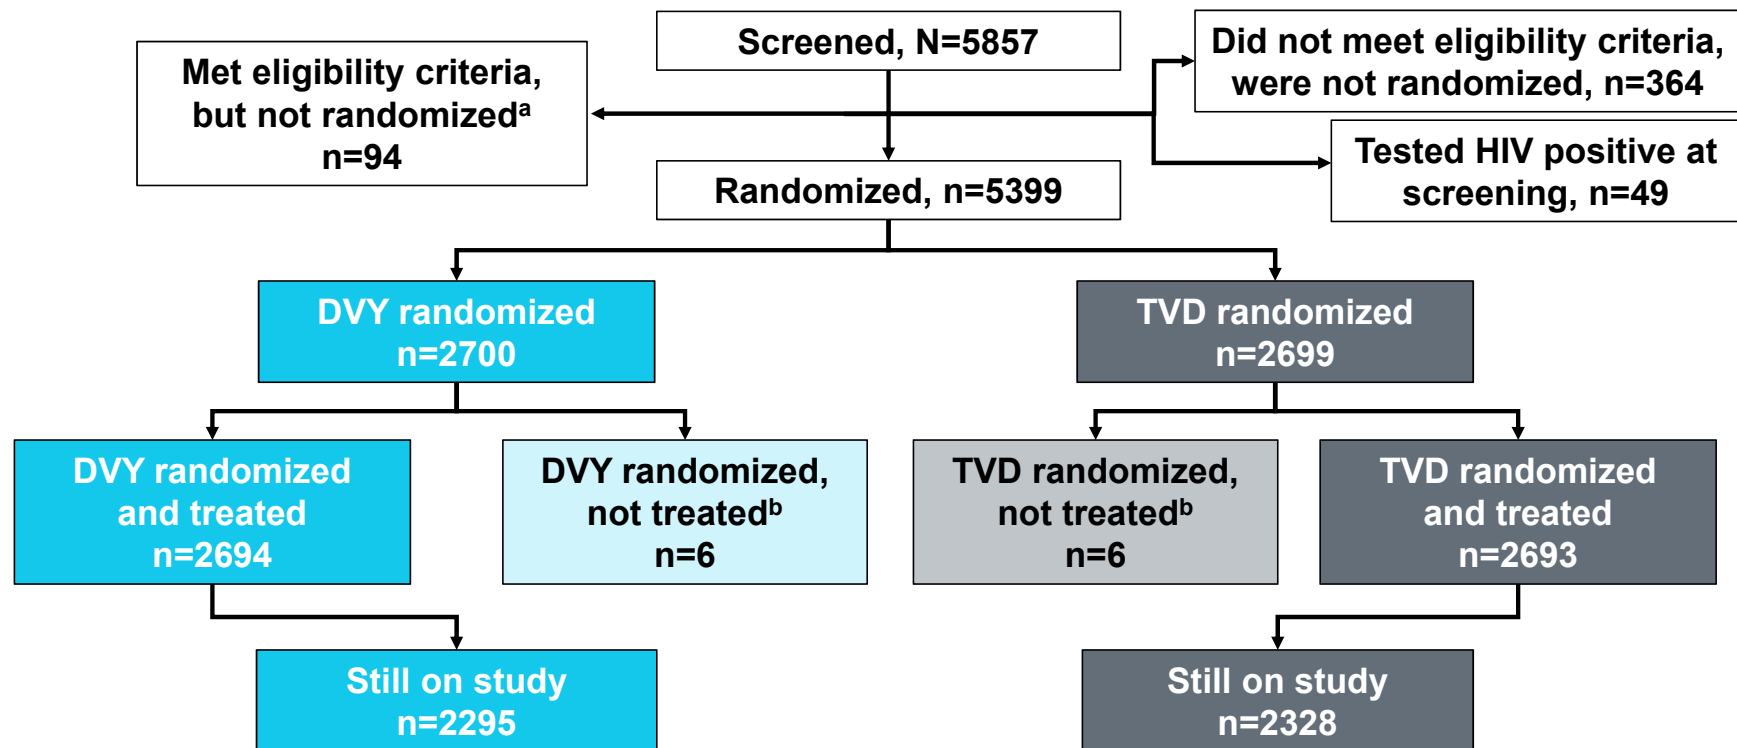 Screened, N=5857
Met eligibility criteria,
but not randomizedᵃ
n=94
Did not meet eligibility criteria,
were not randomized, n=364
Tested HIV positive at
screening, n=49
Randomized, n=5399
DVY randomized
n=2700
TVD randomized
n=2699
DVY randomized
and treated
n=2694
DVY randomized,
not treatedᵇ
n=6
TVD randomized,
not treatedᵇ
n=6
TVD randomized
and treated
n=2693
Still on study
n=2295
Still on study
n=2328